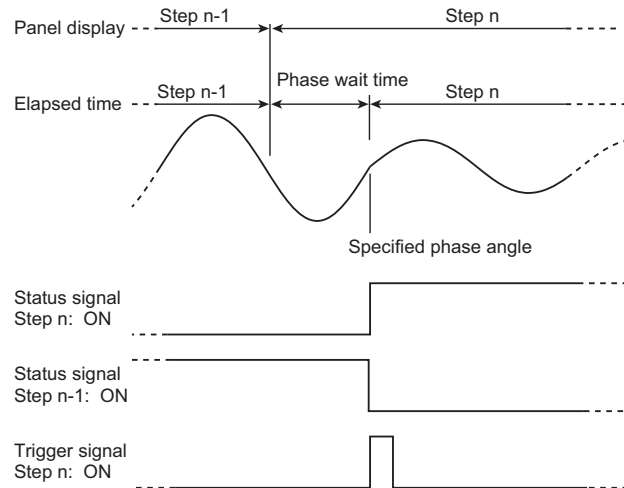 Panel display
Step n-1
Step n
Phase wait time
Elapsed time
Step n-1
Step n
Specified phase angle
Status signal
Step n: ON
Status signal
Step n-1: ON
Trigger signal
Step n: ON